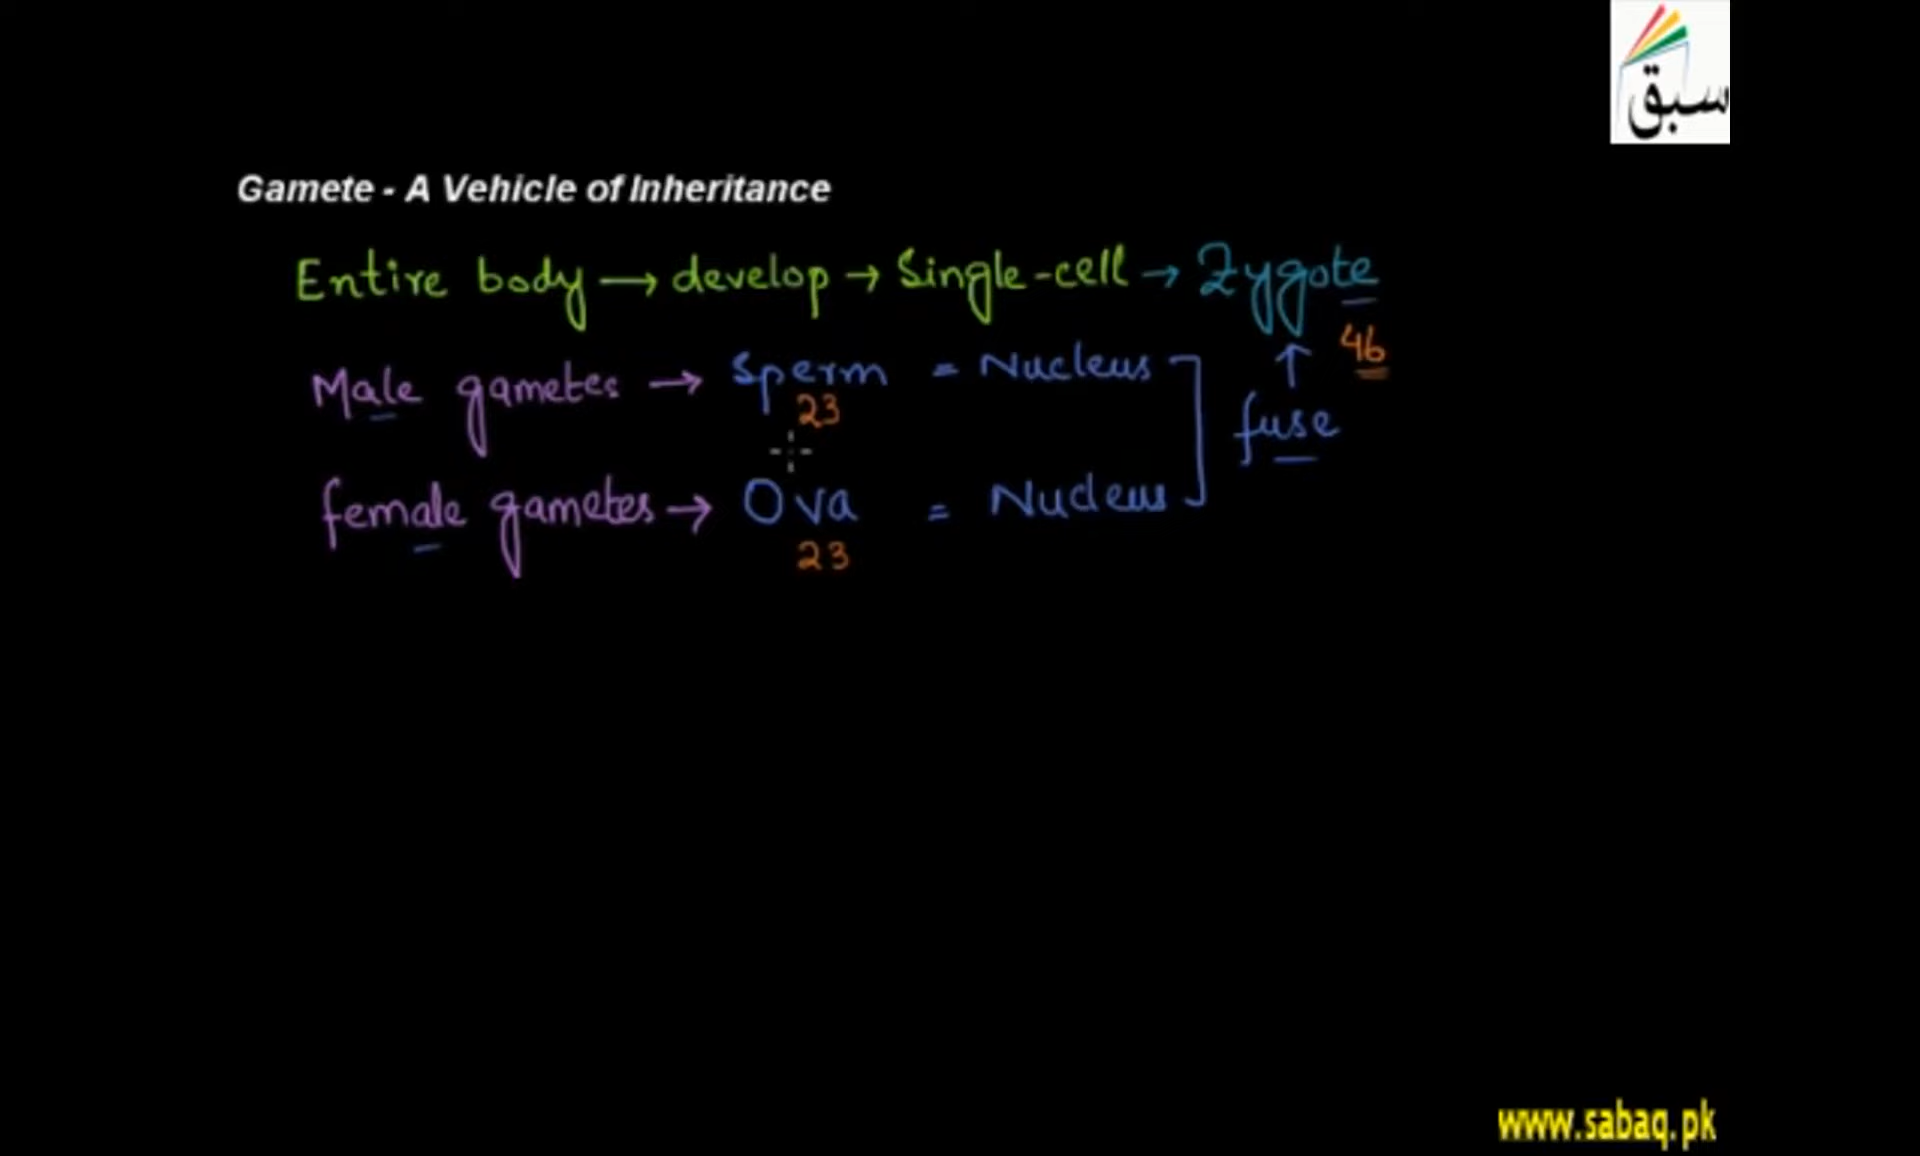 سبق
Gamete - A Vehicle of Inheritance
Entire body → develop → Single-cell → Zygote
46
Male gametes → Sperm = Nucleus
23
fuse
female gametes → Ova = Nucleus
23
www.sabaq.pk